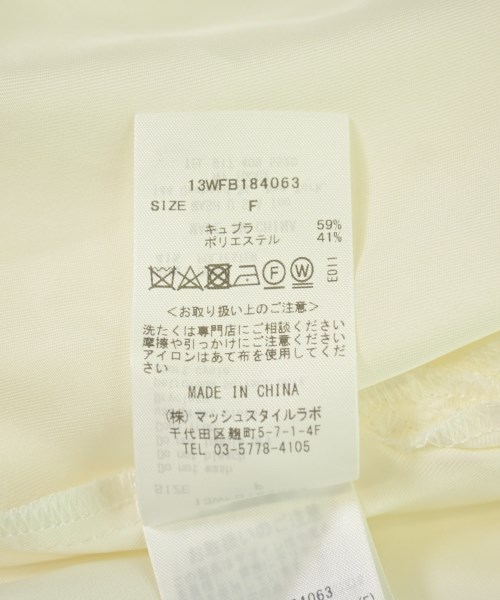 13WFB184063
SIZE F
キュプラ 59%
ポリエステル 41%
F W E011
<お取り扱い上のご注意>
洗たくは専門店にご相談ください
摩擦や引っかけにご注意ください
アイロンはあて布を使用してくだ
さい
MADE IN CHINA
(株) マッシュスタイルラボ
千代田区麹町5-7-1-4F
TEL 03-5778-4105